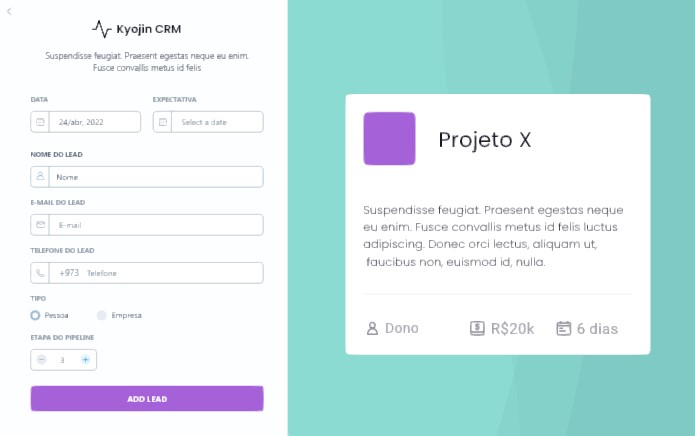 Kyojin CRM
Suspendisse feugiat. Praesent egestas neque eu enim.
Fusce convallis metus id felis
DATA
EXPECTATIVA
24/abr, 2022
Select a date
NOME DO LEAD
Nome
E-MAIL DO LEAD
E-mail
TELEFONE DO LEAD
+973 Telefone
TIPO
Pessoa
Empresa
ETAPA DO PIPELINE
3
ADD LEAD
Projeto X
Suspendisse feugiat. Praesent egestas neque
eu enim. Fusce convallis metus id felis luctus
adipiscing. Donec orci lectus, aliquam ut,
faucibus non, euismod id, nulla.
Dono
R$20k
6 dias